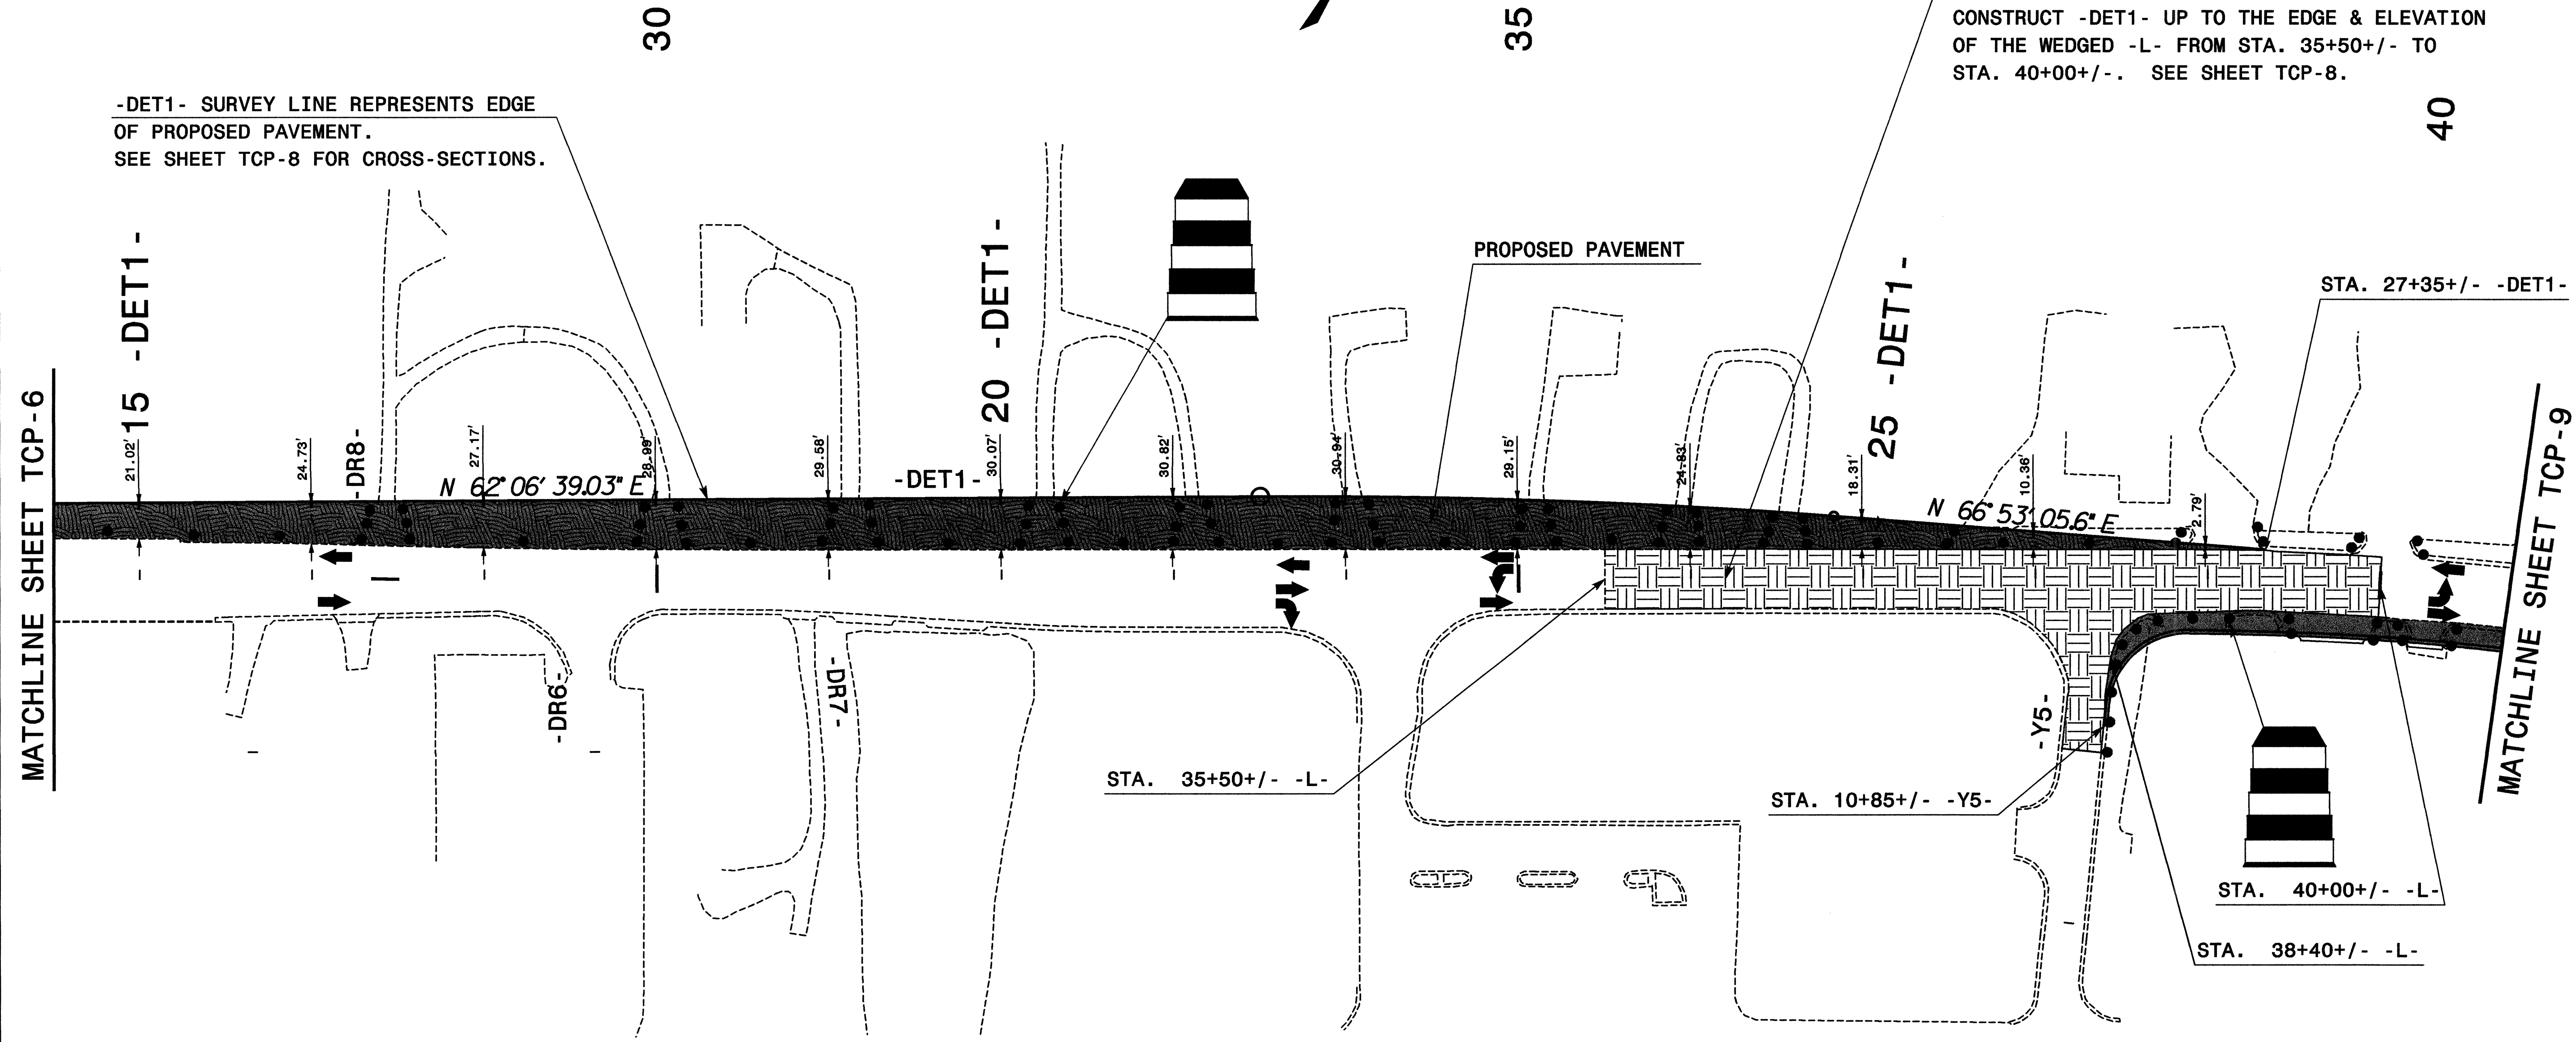 30
35
CONSTRUCT -DET1- UP TO THE EDGE & ELEVATION
OF THE WEDGED -L- FROM STA. 35+50+/- TO
STA. 40+00+/-. SEE SHEET TCP-8.
40
-DET1- SURVEY LINE REPRESENTS EDGE
OF PROPOSED PAVEMENT.
SEE SHEET TCP-8 FOR CROSS-SECTIONS.
15 -DET1-
20 -DET1-
PROPOSED PAVEMENT
25 -DET1-
STA. 27+35+/- -DET1-
MATCHLINE SHEET TCP-6
21.02'
24.73'
-DR8-
27.17'
N 62° 06' 39.03" E
28.99'
29.58'
-DET1-
30.07'
30.82'
30.94'
29.15'
24.83'
18.31'
10.36'
N 66° 53' 05.6" E
2.79'
MATCHLINE SHEET TCP-9
-DR6-
-DR7-
-Y5-
STA. 35+50+/- -L-
STA. 10+85+/- -Y5-
STA. 40+00+/- -L-
STA. 38+40+/- -L-